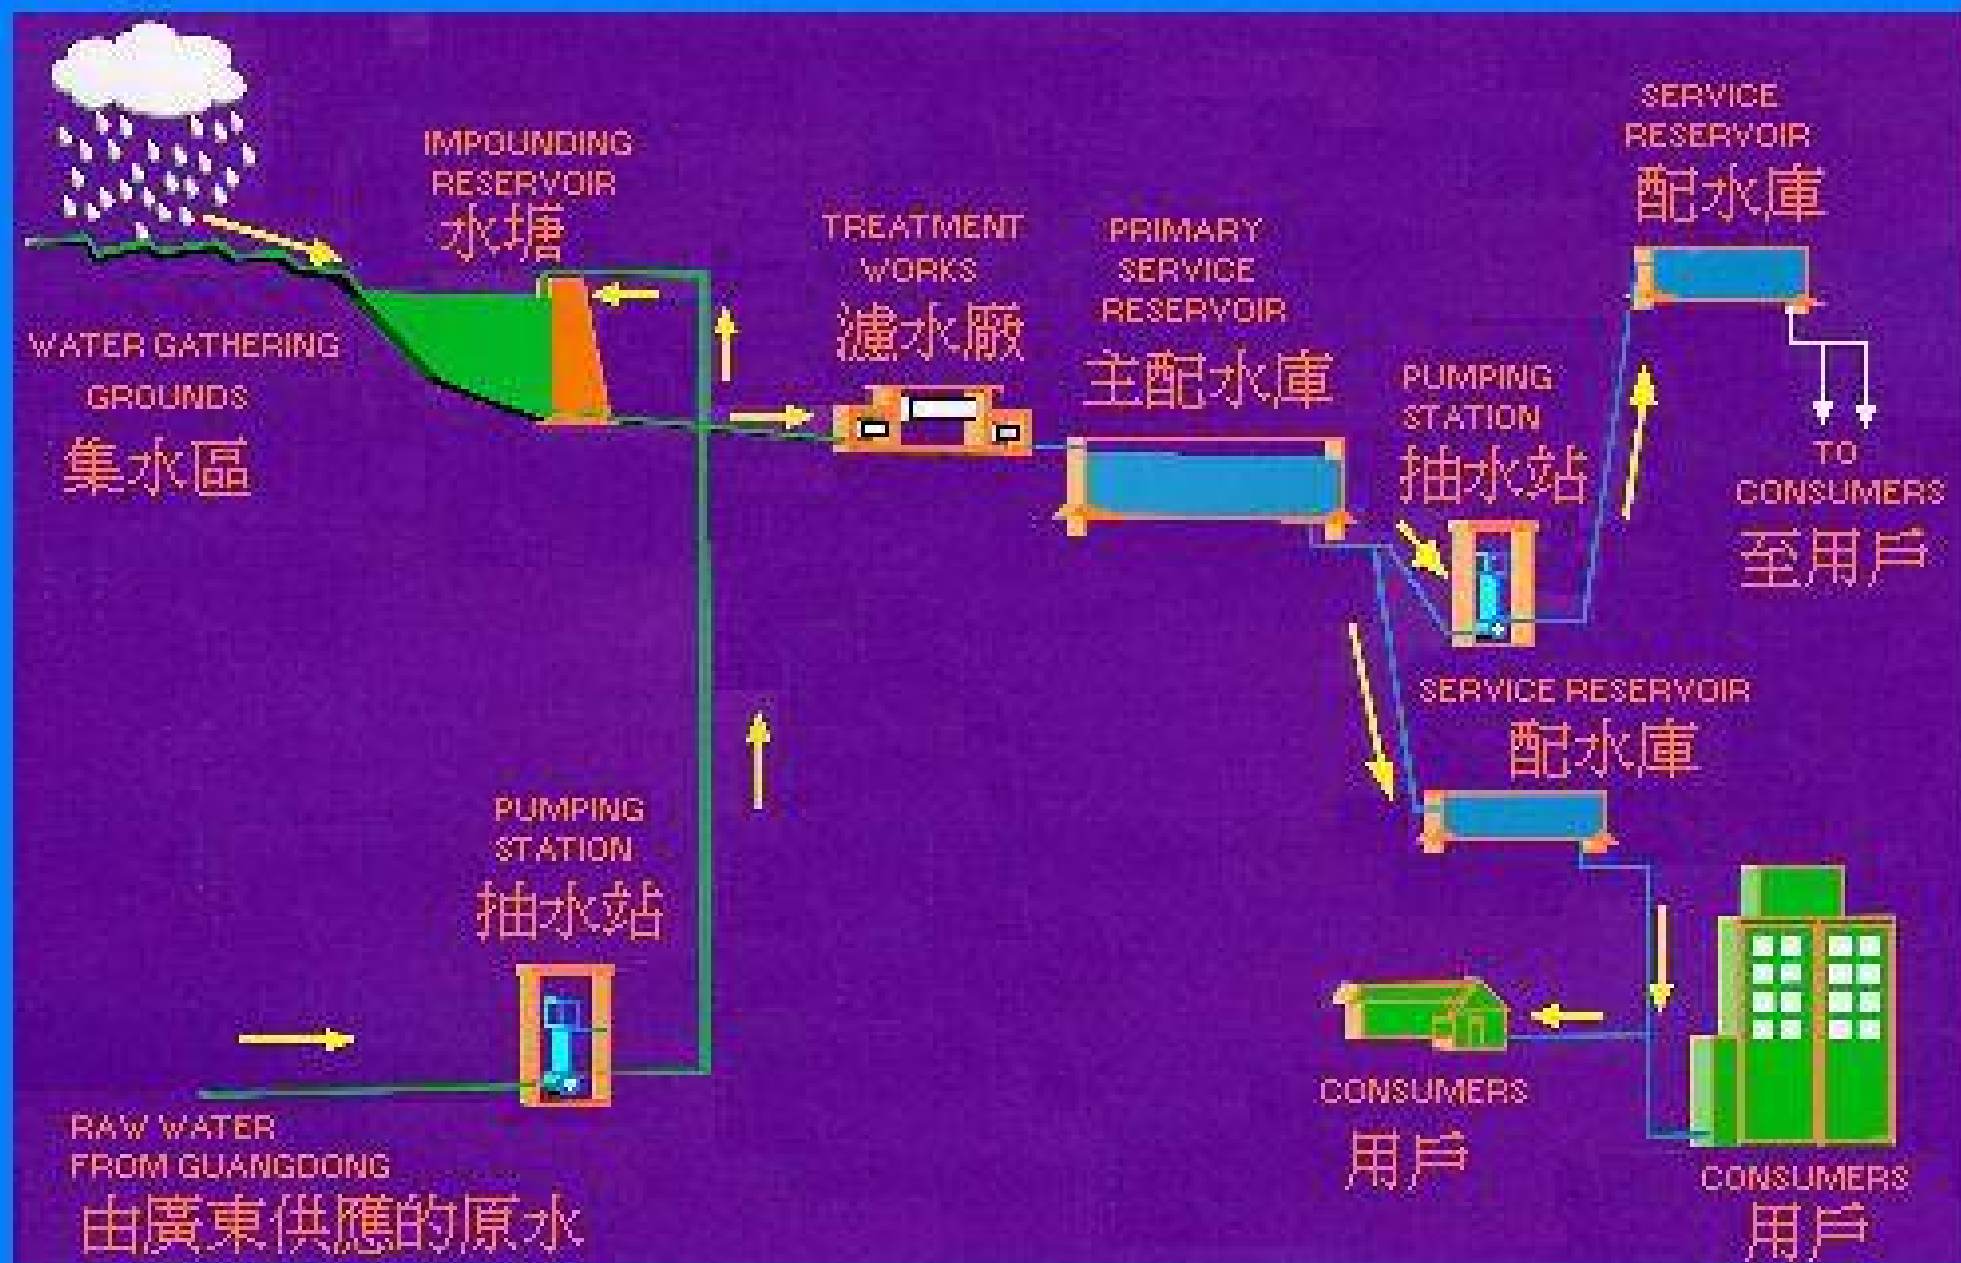 IMPOUNDING
RESERVOIR
水塘
WATER GATHERING
GROUNDS
集水區
TREATMENT
WORKS
濾水廠
PRIMARY
SERVICE
RESERVOIR
主配水庫
SERVICE
RESERVOIR
配水庫
PUMPING
STATION
抽水站
TO
CONSUMERS
至用戶
SERVICE RESERVOIR
配水庫
PUMPING
STATION
抽水站
RAW WATER
FROM GUANGDONG
由廣東供應的原水
CONSUMERS
用戶
CONSUMERS
用戶